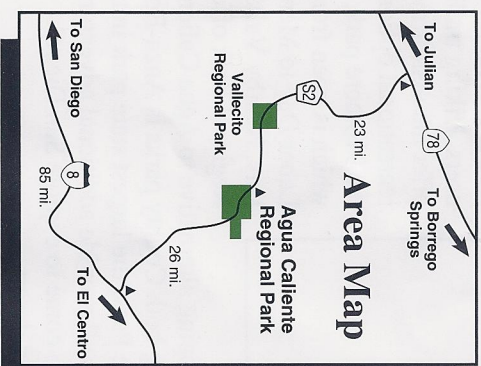 To Julian
78
To Borrego
Springs
23 mi.
Area Map
S2
Vallecito
Regional Park
Agua Caliente
Regional Park
26 mi.
To San Diego
8
85 mi.
To El Centro